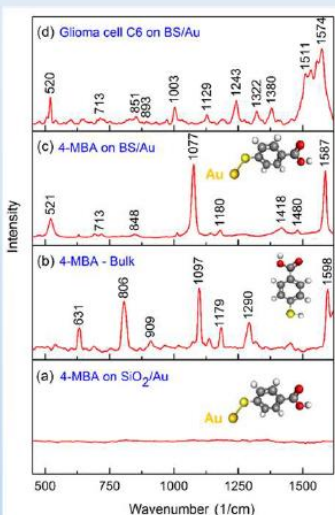 (d) Glioma cell C6 on BS/Au
520
713
851
893
1003
1129
1243
1322
1380
1511
1574
(c) 4-MBA on BS/Au
521
713
848
1077
1180
1418
1480
1587
Au
(b) 4-MBA - Bulk
631
806
909
1097
1179
1290
1598
(a) 4-MBA on SiO₂/Au
Au
Intensity
500 750 1000 1250 1500
Wavenumber (1/cm)